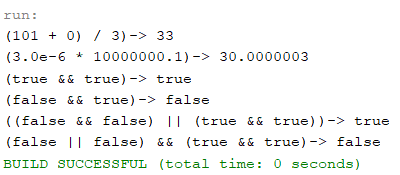 run:
(101 + 0) / 3)-> 33
(3.0e-6 * 10000000.1)-> 30.0000003
(true && true)-> true
(false && true)-> false
((false && false) || (true && true))-> true
(false || false) && (true && true)-> false
BUILD SUCCESSFUL (total time: 0 seconds)